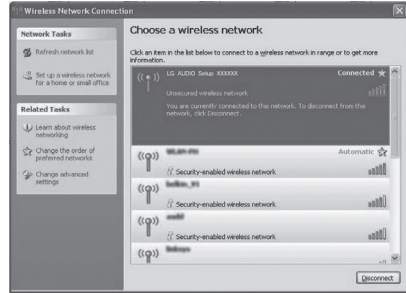 Wireless Network Connection
Network Tasks
Refresh network list
Set up a wireless network
for a home or small office
Related Tasks
Learn about wireless
networking
Change the order of
preferred networks
Change advanced
settings
Choose a wireless network
Click an item in the list below to connect to a wireless network in range or to get more
information.
LG AUDIO Setup XXXXXX
Connected
Unsecured wireless network
You are currently connected to this network. To disconnect from this
network, click Disconnect.
Automatic
Security-enabled wireless network
Security-enabled wireless network
Security-enabled wireless network
Disconnect